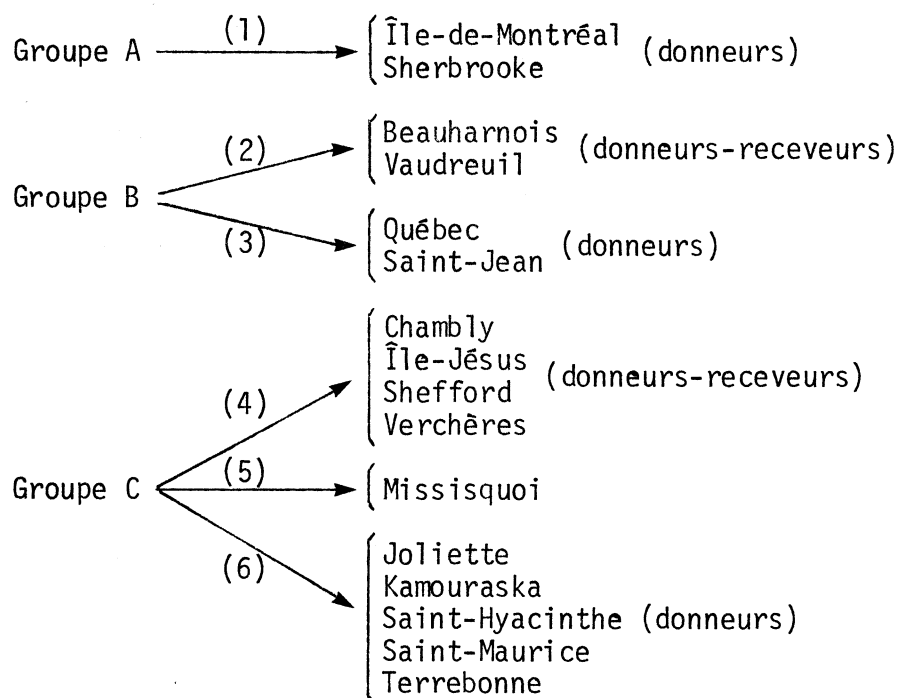 Groupe A (1) Île-de-Montréal (donneurs)
Sherbrooke
Groupe B (2) Beauharnois (donneurs-receveurs)
Vaudreuil
(3) Québec (donneurs)
Saint-Jean
Groupe C (4) Chambly
Île-Jésus
Shefford (donneurs-receveurs)
Verchères
(5) Missisquoi
(6) Joliette
Kamouraska
Saint-Hyacinthe (donneurs)
Saint-Maurice
Terrebonne